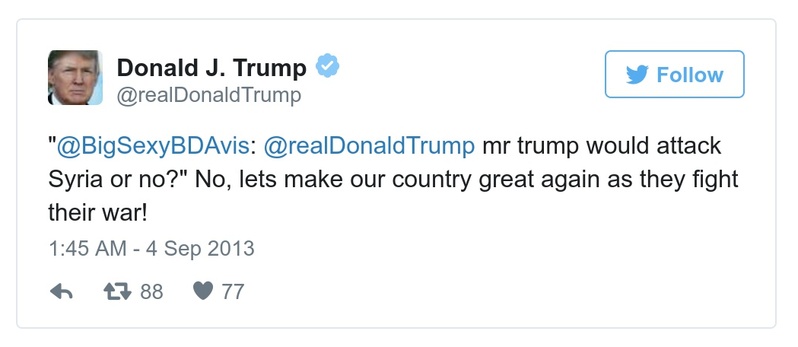 Donald J. Trump
@realDonaldTrump
Follow
"@BigSexyBDAvis: @realDonaldTrump mr trump would attack
Syria or no?" No, lets make our country great again as they fight
their war!
1:45 AM - 4 Sep 2013
88 77